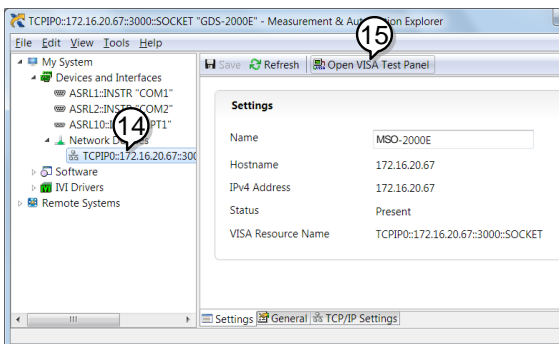 TCPIP0::172.16.20.67::3000::SOCKET "GDS-2000E" - Measurement & Automation Explorer
File Edit View Tools Help
15
Save Refresh Open VISA Test Panel
My System
Devices and Interfaces
ASRL1::INSTR "COM1"
ASRL2::INSTR "COM2"
ASRL10:: PT1"
14
Network
TCPIP0::172.16.20.67::300
Software
IVI Drivers
Remote Systems
Settings
Name MSO-2000E
Hostname 172.16.20.67
IPv4 Address 172.16.20.67
Status Present
VISA Resource Name TCPIP0::172.16.20.67::3000::SOCKET
Settings General TCP/IP Settings